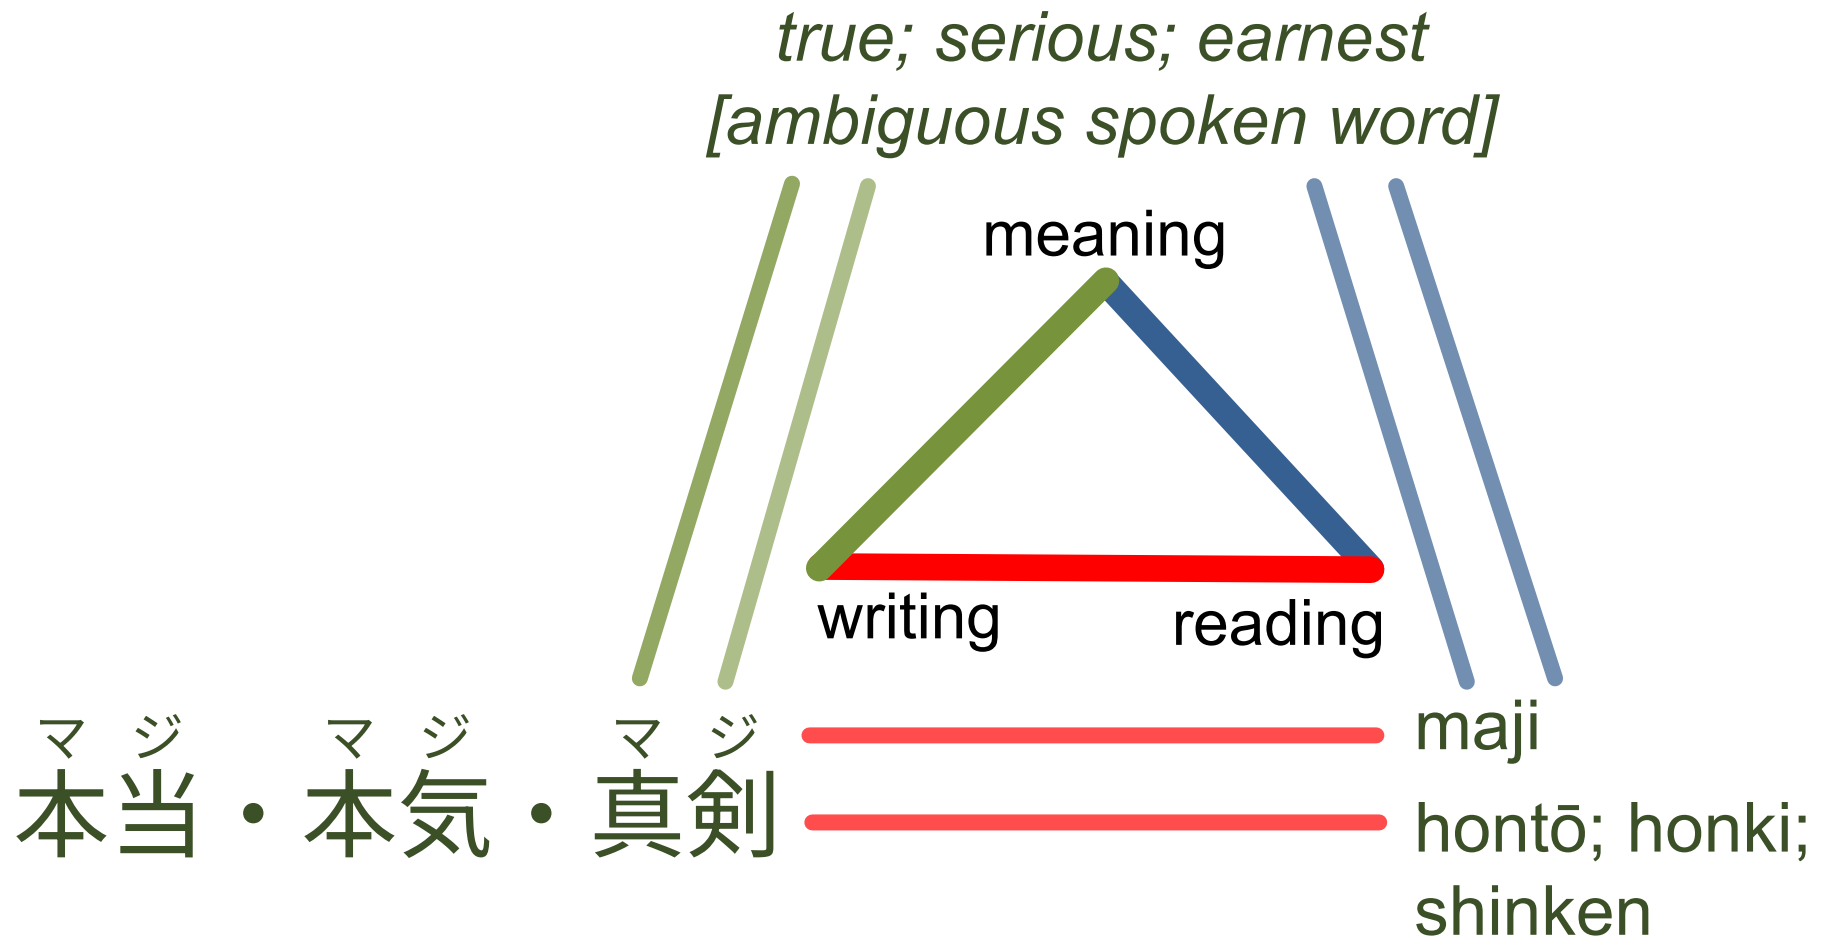 true; serious; earnest
[ambiguous spoken word]
meaning
writing
reading
マジ マジ マジ
本当・本気・真剣
maji
hontō; honki;
shinken